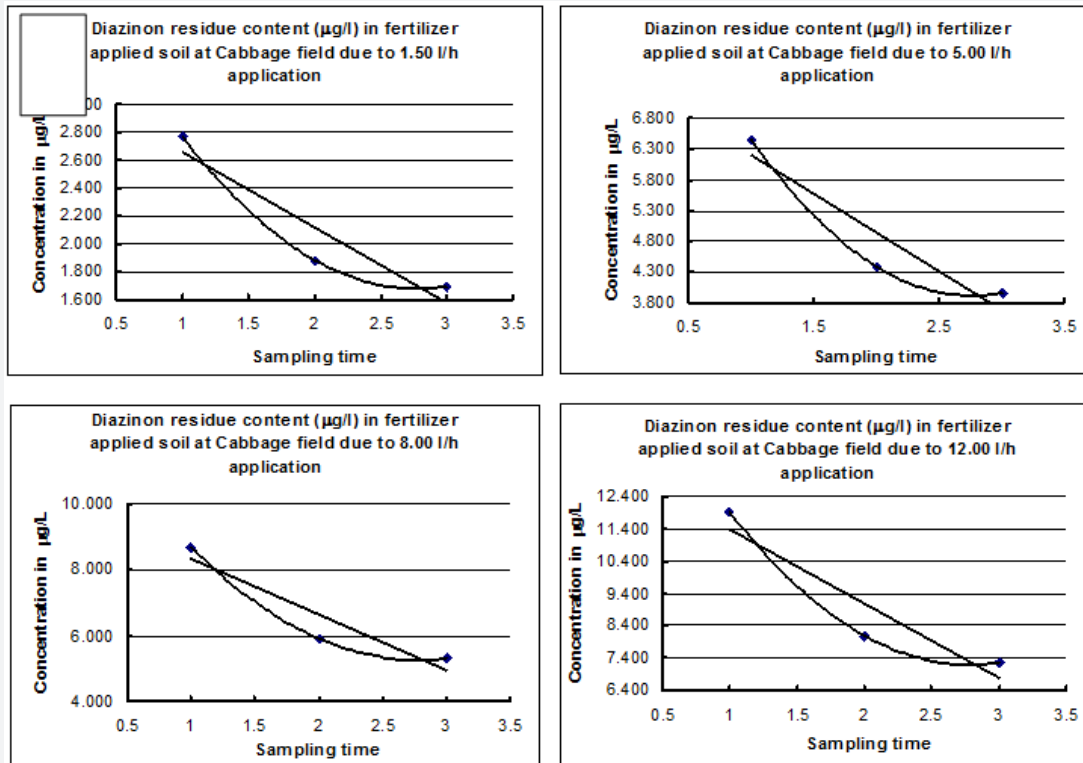 Diazinon residue content (µg/l) in fertilizer
applied soil at Cabbage field due to 1.50 l/h
application
Concentration in µg/L
2.800
2.600
2.400
2.200
2.000
1.800
1.600
0.5 1 1.5 2 2.5 3 3.5
Sampling time
Diazinon residue content (µg/l) in fertilizer
applied soil at Cabbage field due to 5.00 l/h
application
Concentration in µg/L
6.800
6.300
5.800
5.300
4.800
4.300
3.800
0.5 1.5 2.5 3.5
Sampling time
Diazinon residue content (µg/l) in fertilizer
applied soil at Cabbage field due to 8.00 l/h
application
Concentration in µg/L
10.000
8.000
6.000
4.000
0.5 1 1.5 2 2.5 3 3.5
Sampling time
Diazinon residue content (µg/l) in fertilizer
applied soil at Cabbage field due to 12.00 l/h
application
Concentration in µg/L
12.400
11.400
10.400
9.400
8.400
7.400
6.400
0.5 1 1.5 2 2.5 3 3.5
Sampling time